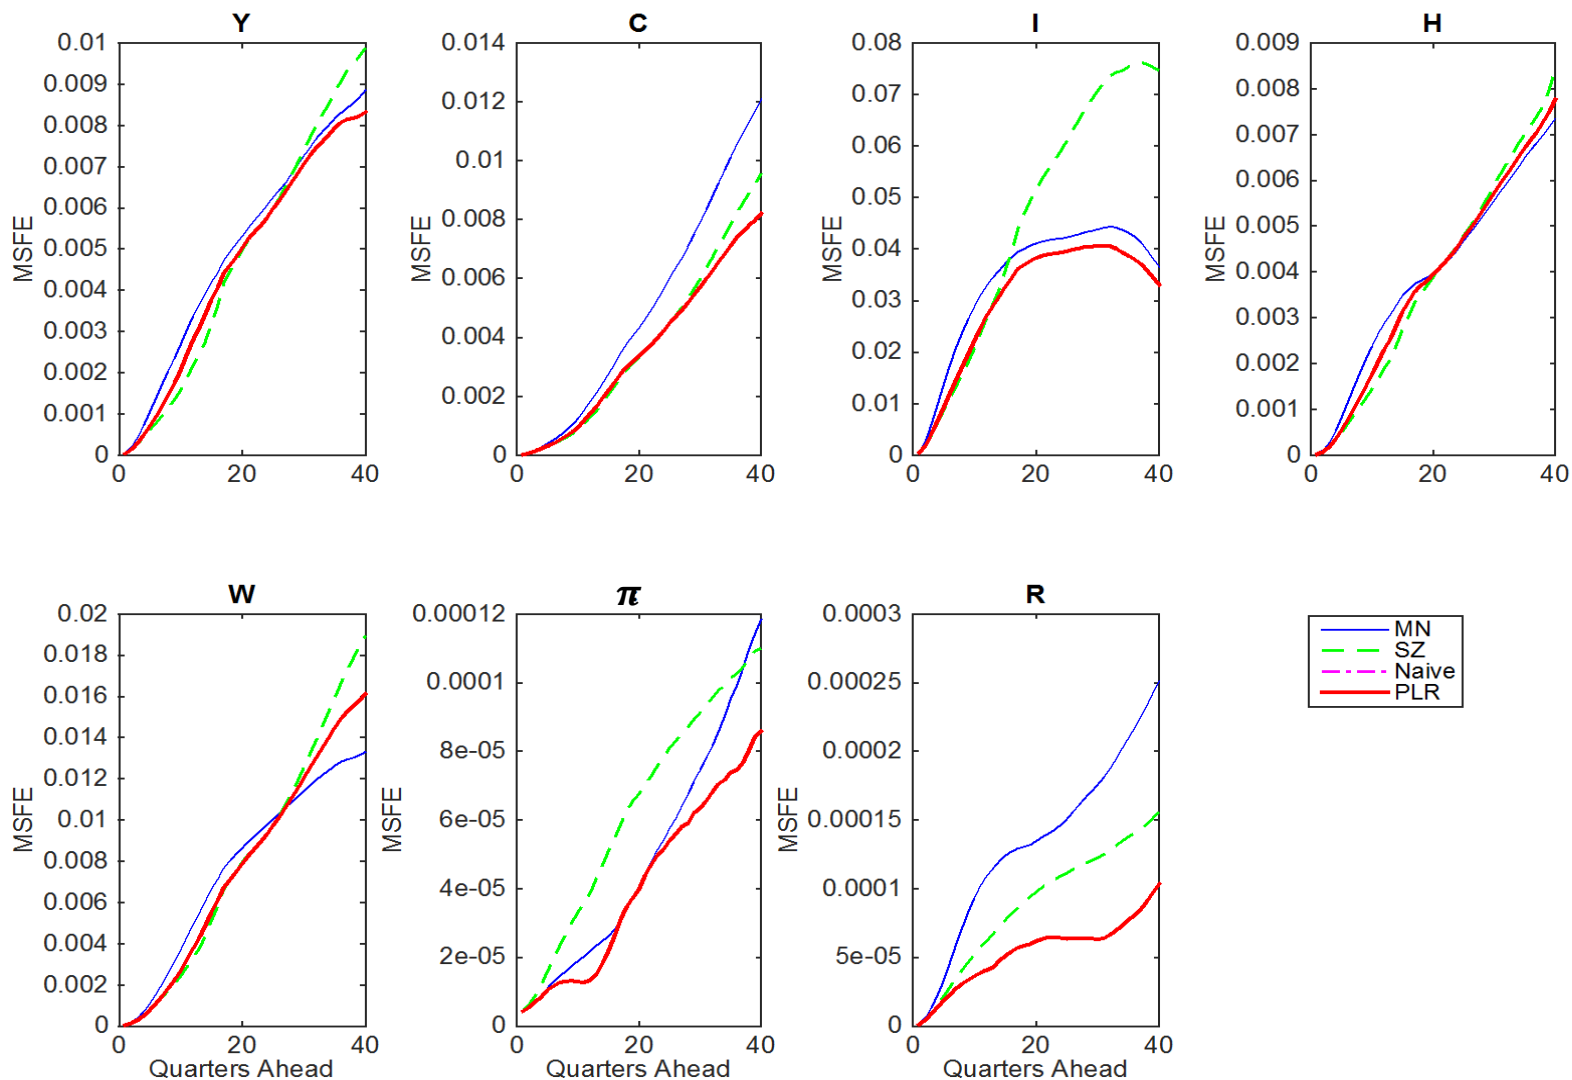 Y
0.01
0.009
0.008
0.007
0.006
0.005
0.004
0.003
0.002
0.001
0
MSFE
0 20 40
C
0.014
0.012
0.01
0.008
0.006
0.004
0.002
0
MSFE
0 20 40
I
0.08
0.07
0.06
0.05
0.04
0.03
0.02
0.01
0
MSFE
0 20 40
H
0.009
0.008
0.007
0.006
0.005
0.004
0.003
0.002
0.001
0
MSFE
0 20 40
W
0.02
0.018
0.016
0.014
0.012
0.01
0.008
0.006
0.004
0.002
0
MSFE
0 20 40
Quarters Ahead
π
0.00012
0.0001
8e-05
6e-05
4e-05
2e-05
0
MSFE
0 20 40
Quarters Ahead
R
0.0003
0.00025
0.0002
0.00015
0.0001
5e-05
0
MSFE
0 20 40
Quarters Ahead
MN
SZ
Naive
PLR